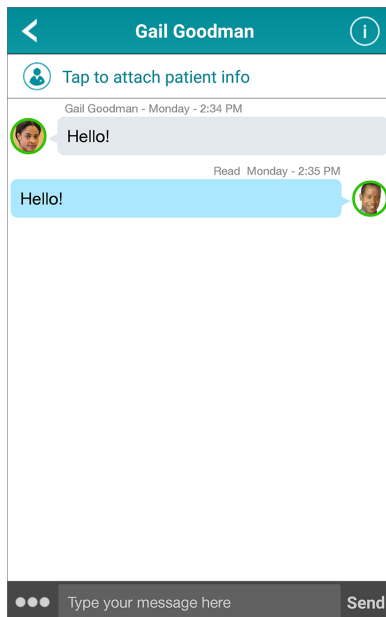 Gail Goodman
i
Tap to attach patient info
Gail Goodman - Monday - 2:34 PM
Hello!
Read Monday - 2:35 PM
Hello!
Type your message here
Send